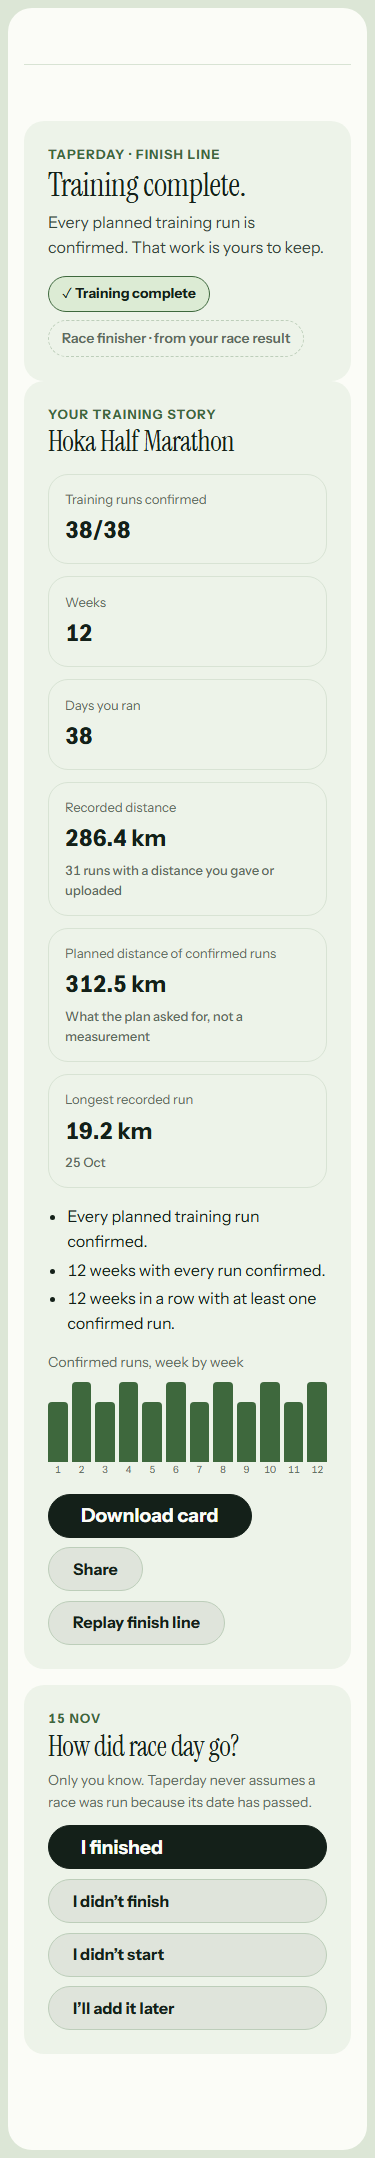 TAPERDAY · FINISH LINE
Training complete.
Every planned training run is
confirmed. That work is yours to keep.
✓ Training complete
Race finisher · from your race result
YOUR TRAINING STORY
Hoka Half Marathon
Training runs confirmed
38/38
Weeks
12
Days you ran
38
Recorded distance
286.4 km
31 runs with a distance you gave or
uploaded
Planned distance of confirmed runs
312.5 km
What the plan asked for, not a
measurement
Longest recorded run
19.2 km
25 Oct
• Every planned training run
confirmed.
• 12 weeks with every run confirmed.
• 12 weeks in a row with at least one
confirmed run.
Confirmed runs, week by week
1 2 3 4 5 6 7 8 9 10 11 12
Download card
Share
Replay finish line
15 NOV
How did race day go?
Only you know. Taperday never assumes a
race was run because its date has passed.
I finished
I didn’t finish
I didn’t start
I’ll add it later